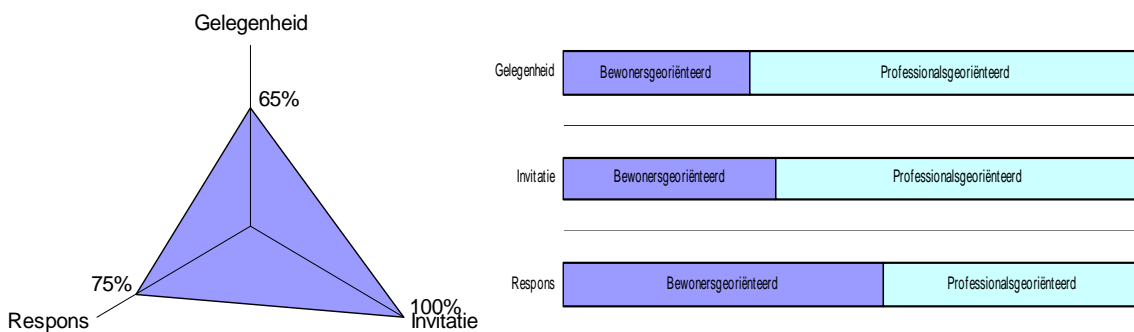 Gelegenheid
65%
75%
Respons
100%
Invitatie
Gelegenheid
Bewonersgeoriënteerd
Professionalsgeoriënteerd
Invitatie
Bewonersgeoriënteerd
Professionalsgeoriënteerd
Respons
Bewonersgeoriënteerd
Professionalsgeoriënteerd